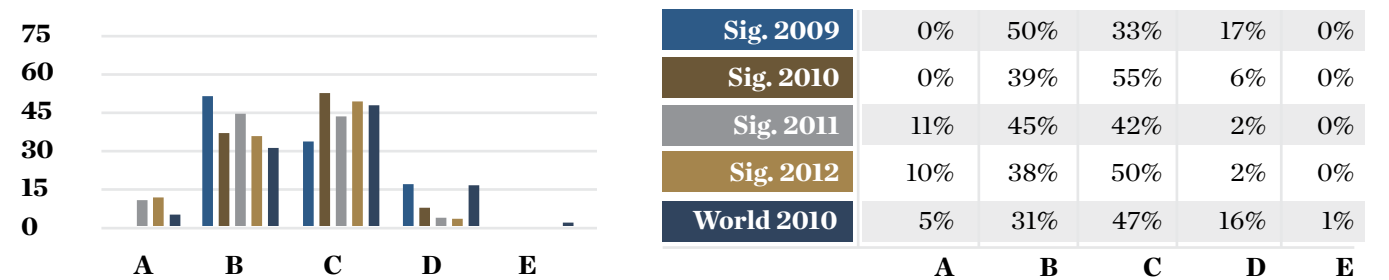 75
60
45
30
15
0
A B C D E
Sig. 2009 0% 50% 33% 17% 0%
Sig. 2010 0% 39% 55% 6% 0%
Sig. 2011 11% 45% 42% 2% 0%
Sig. 2012 10% 38% 50% 2% 0%
World 2010 5% 31% 47% 16% 1%
A B C D E